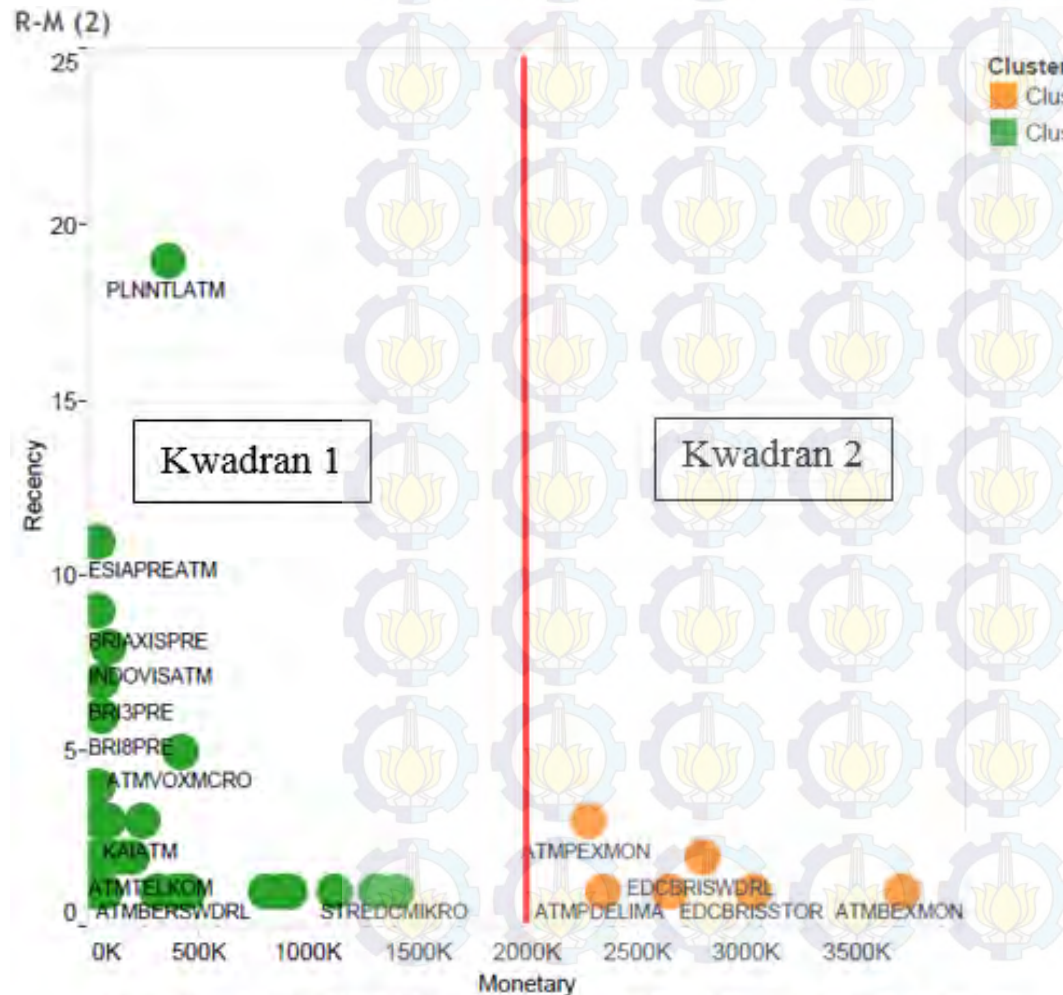 R-M (2)
25
Cluster
Clus
Clus
20
PLNNTLATM
15
Kwadran 1
Kwadran 2
Recency
10
ESIAPREATM
BRIAXISPRE
INDOVISATM
BRI3PRE
5
BRI8PRE
ATMVOXMCRO
KAIATM
ATMPEXMON
ATMTELKOM
EDCBRISWDRL
0
ATMBERSWDRL
STREDCMIKRO
ATMPDELIMA
EDCBRISSTOR
ATMBEXMON
0K 500K 1000K 1500K 2000K 2500K 3000K 3500K
Monetary